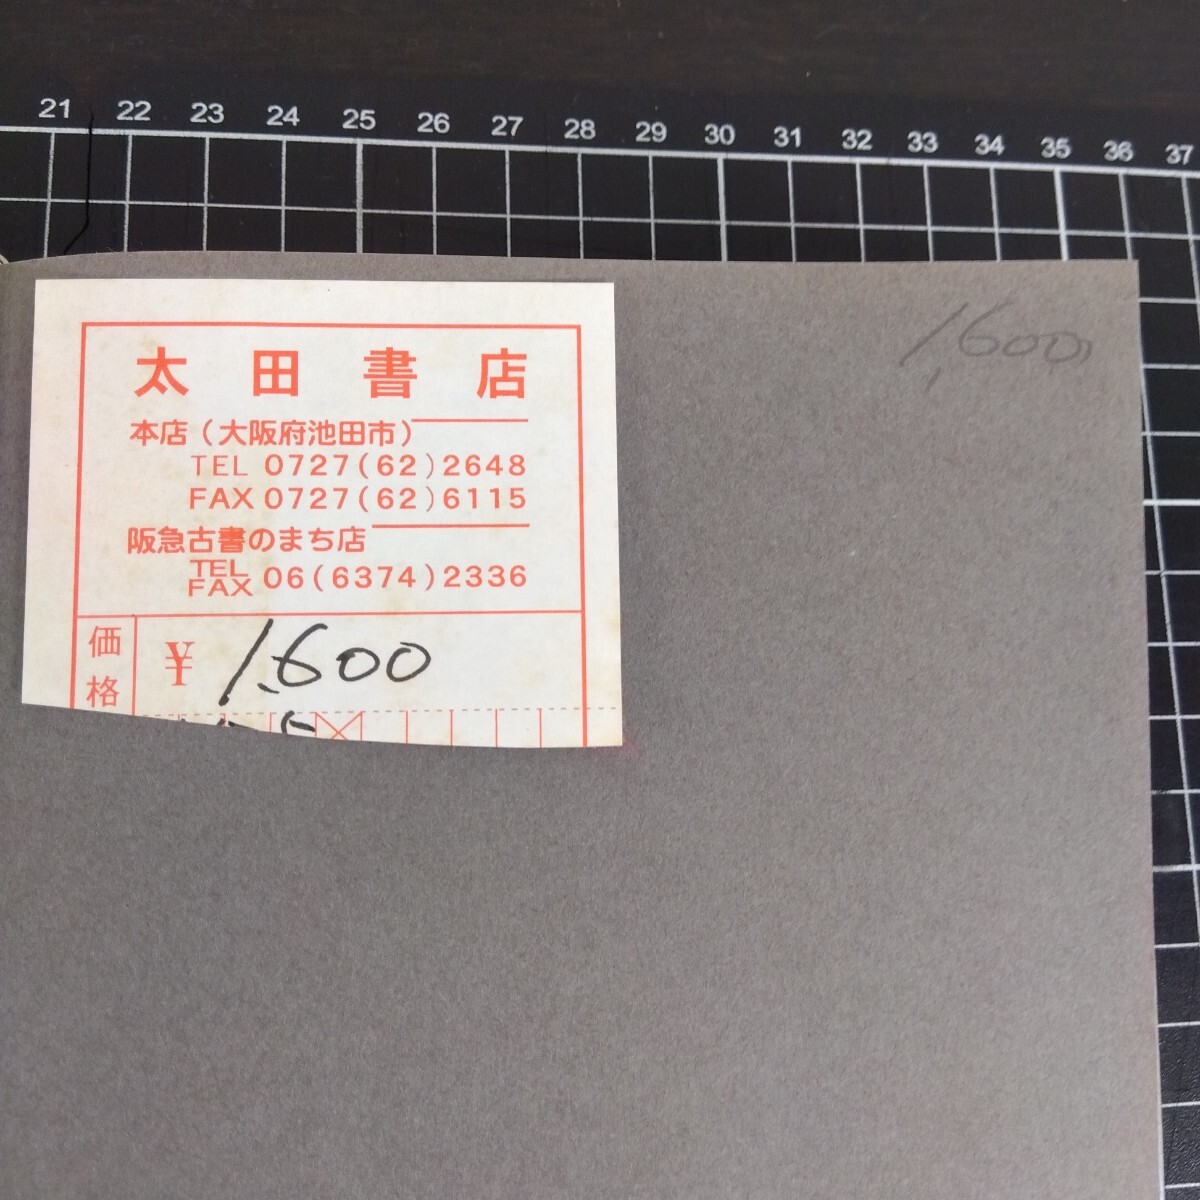 21 22 23 24 25 26 27 28 29 30 31 32 33 34 35 36 37
1,600
太田書店
本店(大阪府池田市)
TEL 0727(62)2648
FAX 0727(62)6115
阪急古書のまち店
TEL
FAX 06(6374)2336
価格 ¥ 1,600